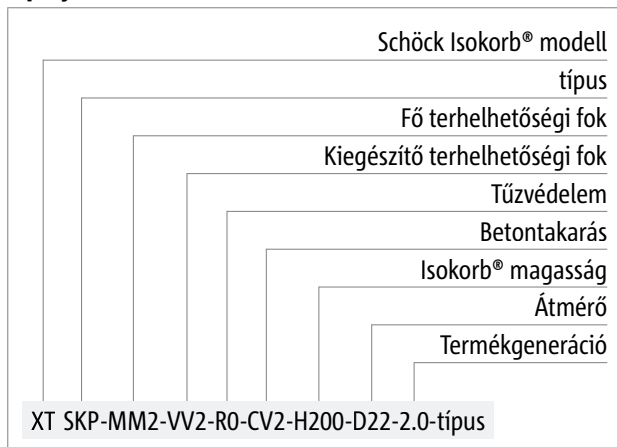 Schöck Isokorb® modell
típus
Fő terhelhetőségi fok
Kiegészítő terhelhetőségi fok
Tűzvédelem
Betontakarás
Isokorb® magasság
Átmérő
Termékgeneráció
XT SKP-MM2-VV2-R0-CV2-H200-D22-2.0-típus